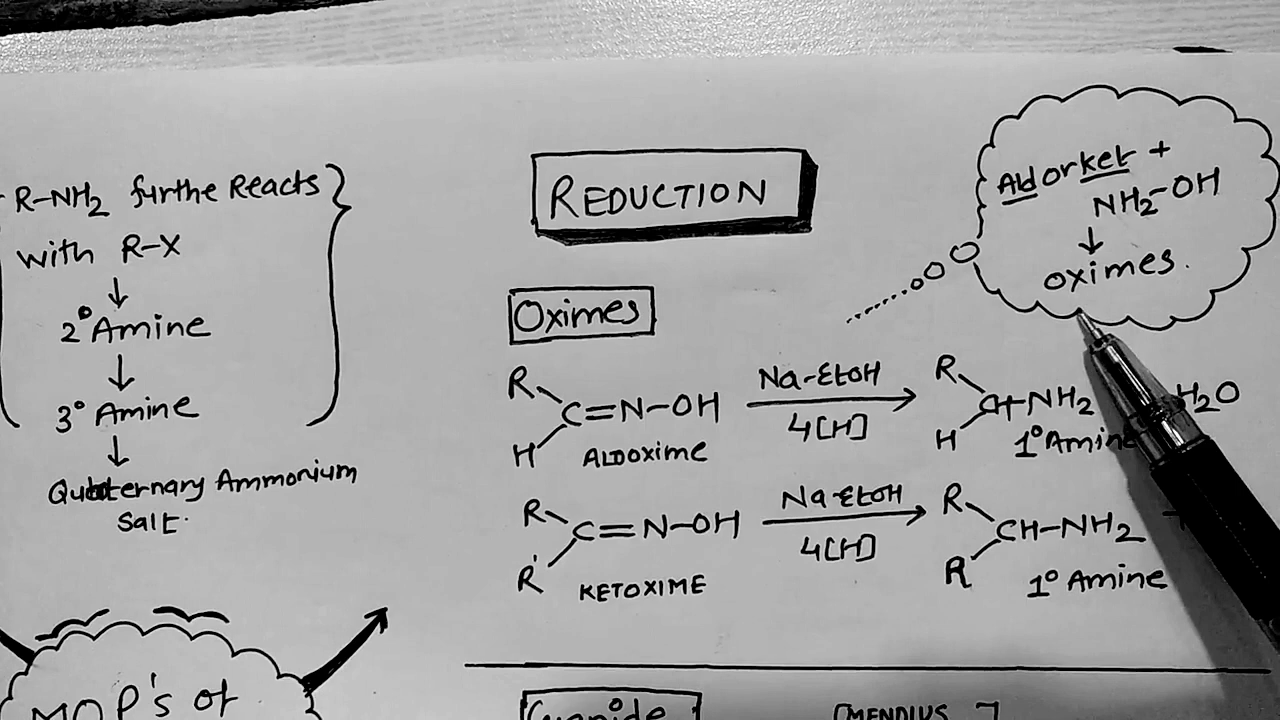 R-NH₂ furthe Reacts
with R-X
↓
2° Amine
↓
3° Amine
↓
Quaternary Ammonium
Salt.
REDUCTION
Ald or ket +
NH₂-OH
↓
oximes.
Oximes
R
C=N-OH
H
ALDOXIME
Na-EtOH
4[H]
R
CH-NH₂
H
1° Amine
H₂O
R
C=N-OH
R'
KETOXIME
Na-EtOH
4[H]
R
CH-NH₂
R
1° Amine
+
MOP's of
Cyanide
[MENDIUS